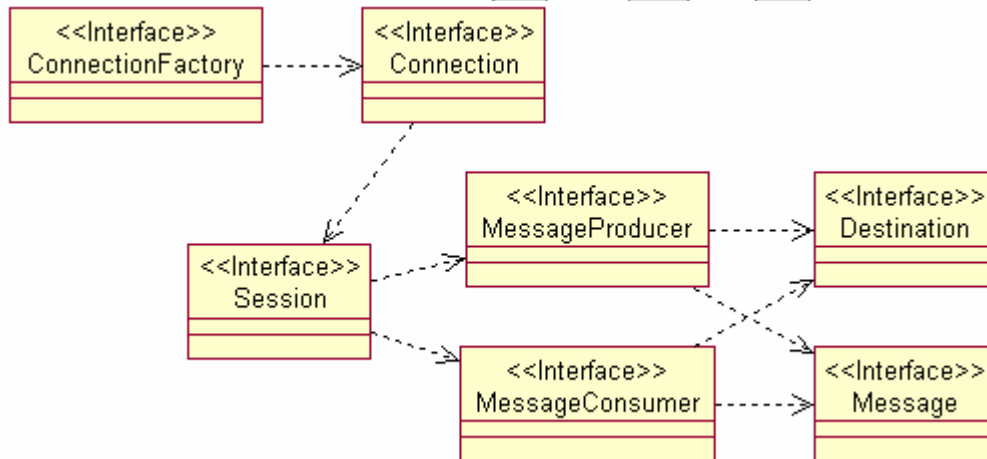 <<Interface>>
ConnectionFactory
<<Interface>>
Connection
<<Interface>>
MessageProducer
<<Interface>>
Destination
<<Interface>>
Session
<<Interface>>
MessageConsumer
<<Interface>>
Message